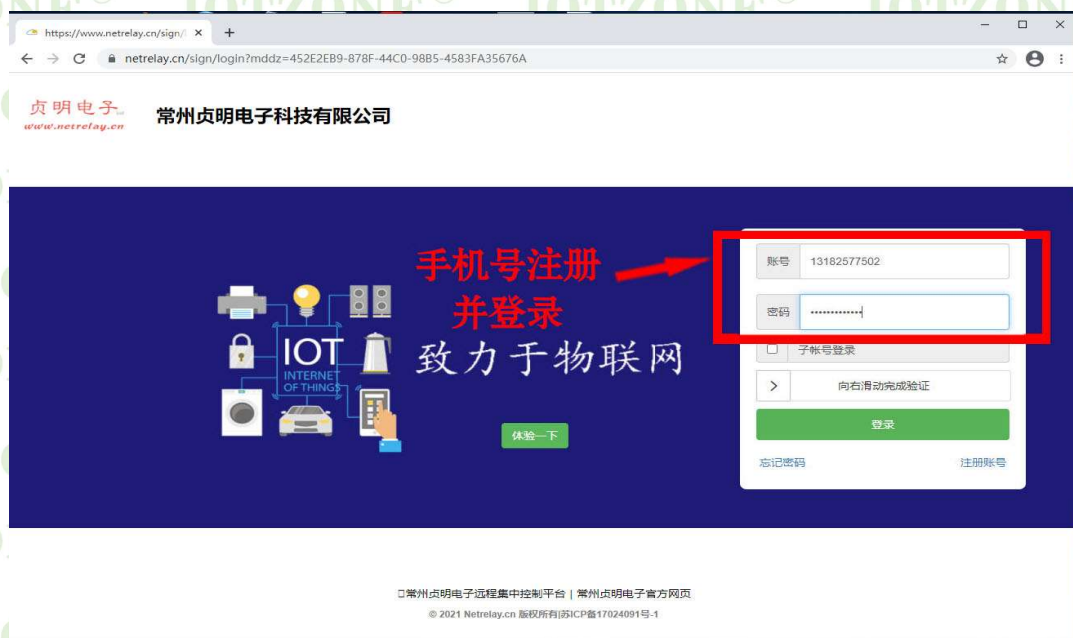 https://www.netrelay.cn/sign/
netrelay.cn/sign/login?mddz=452E2EB9-878F-44C0-98B5-4583FA35676A
贞明电子
www.netrelay.cn
常州贞明电子科技有限公司
手机号注册
并登录
IOT
INTERNET
OF THINGS
致力于物联网
体验一下
账号 13182577502
密码 ••••••••••••
子帐号登录
> 向右滑动完成验证
登录
忘记密码 注册账号
常州贞明电子远程集中控制平台 | 常州贞明电子官方网页
© 2021 Netrelay.cn 版权所有|苏ICP备17024091号-1